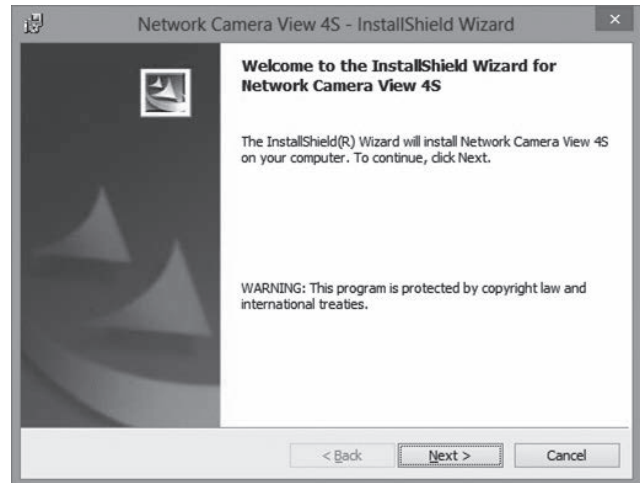 Network Camera View 4S - InstallShield Wizard
Welcome to the InstallShield Wizard for
Network Camera View 4S
The InstallShield(R) Wizard will install Network Camera View 4S
on your computer. To continue, click Next.
WARNING: This program is protected by copyright law and
international treaties.
< Back
Next >
Cancel